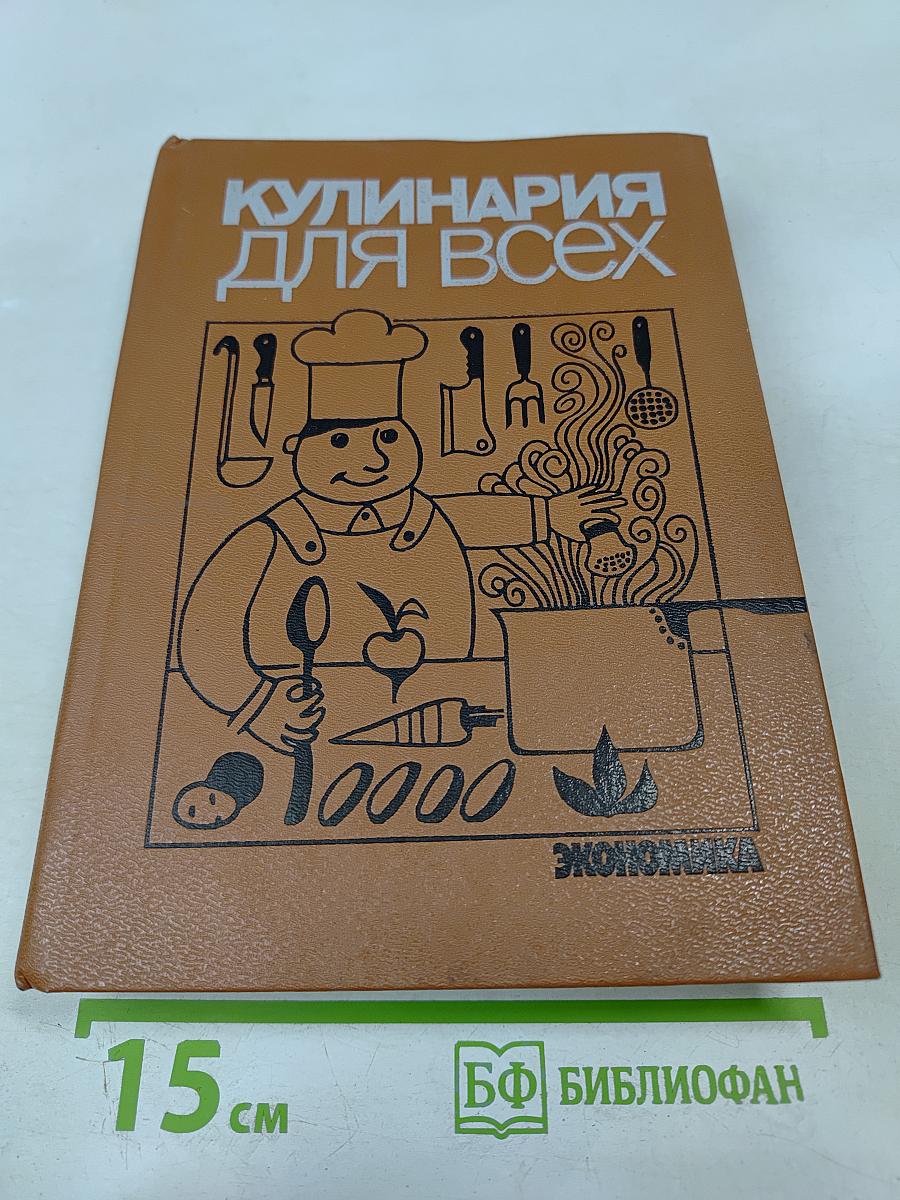 КУЛИНАРИЯ
ДЛЯ ВСЕХ
ЭКОНОМИКА
15 см
БФ БИБЛИОФАН